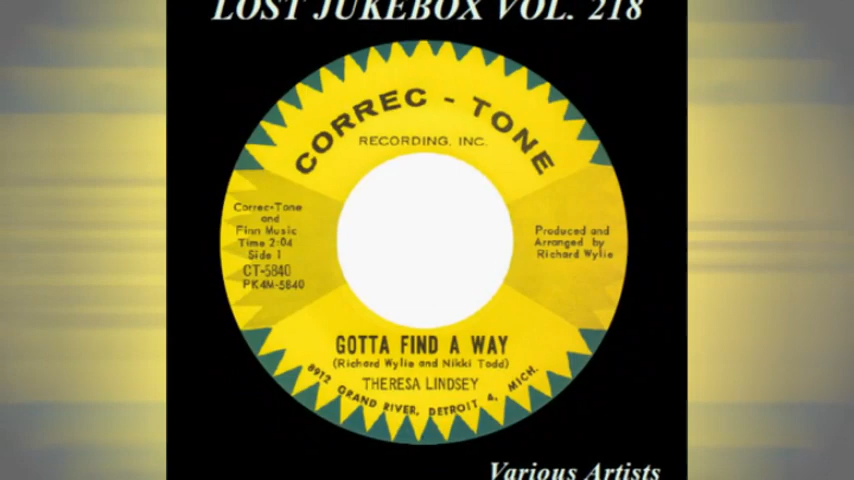 LOST JUKEBOX VOL. 218
CORREC - TONE
RECORDING, INC.
Correc-Tone
and
Finn Music
Time 2:04
Side 1
CT-5840
PK4M-5840
Produced and
Arranged by
Richard Wylie
GOTTA FIND A WAY
(Richard Wylie and Nikki Todd)
THERESA LINDSEY
8912 GRAND RIVER, DETROIT 4, MICH.
Various Artists